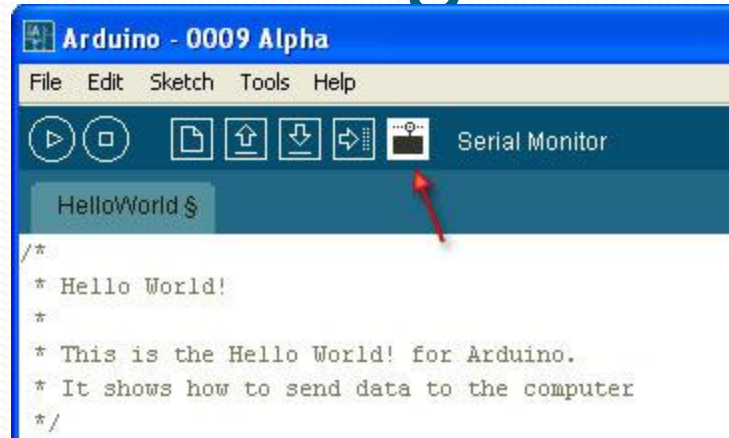 Arduino - 0009 Alpha
File Edit Sketch Tools Help
Serial Monitor
HelloWorld §
/*
* Hello World!
*
* This is the Hello World! for Arduino.
* It shows how to send data to the computer
*/